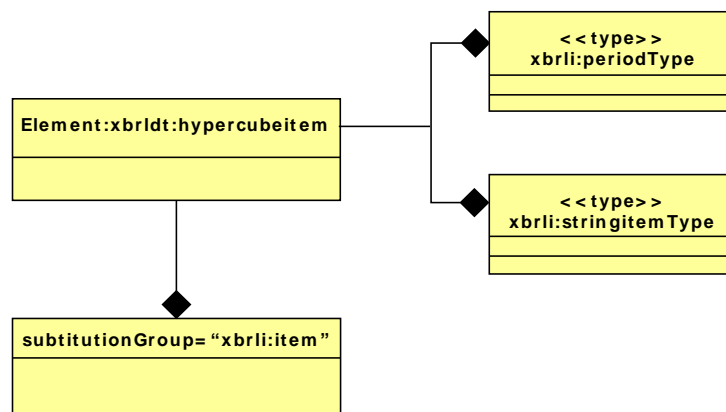 <<type>>
xbrli:periodType
Element:xbrldt:hypercubeitem
<<type>>
xbrli:stringitemType
subtitutionGroup=“xbrli:item”